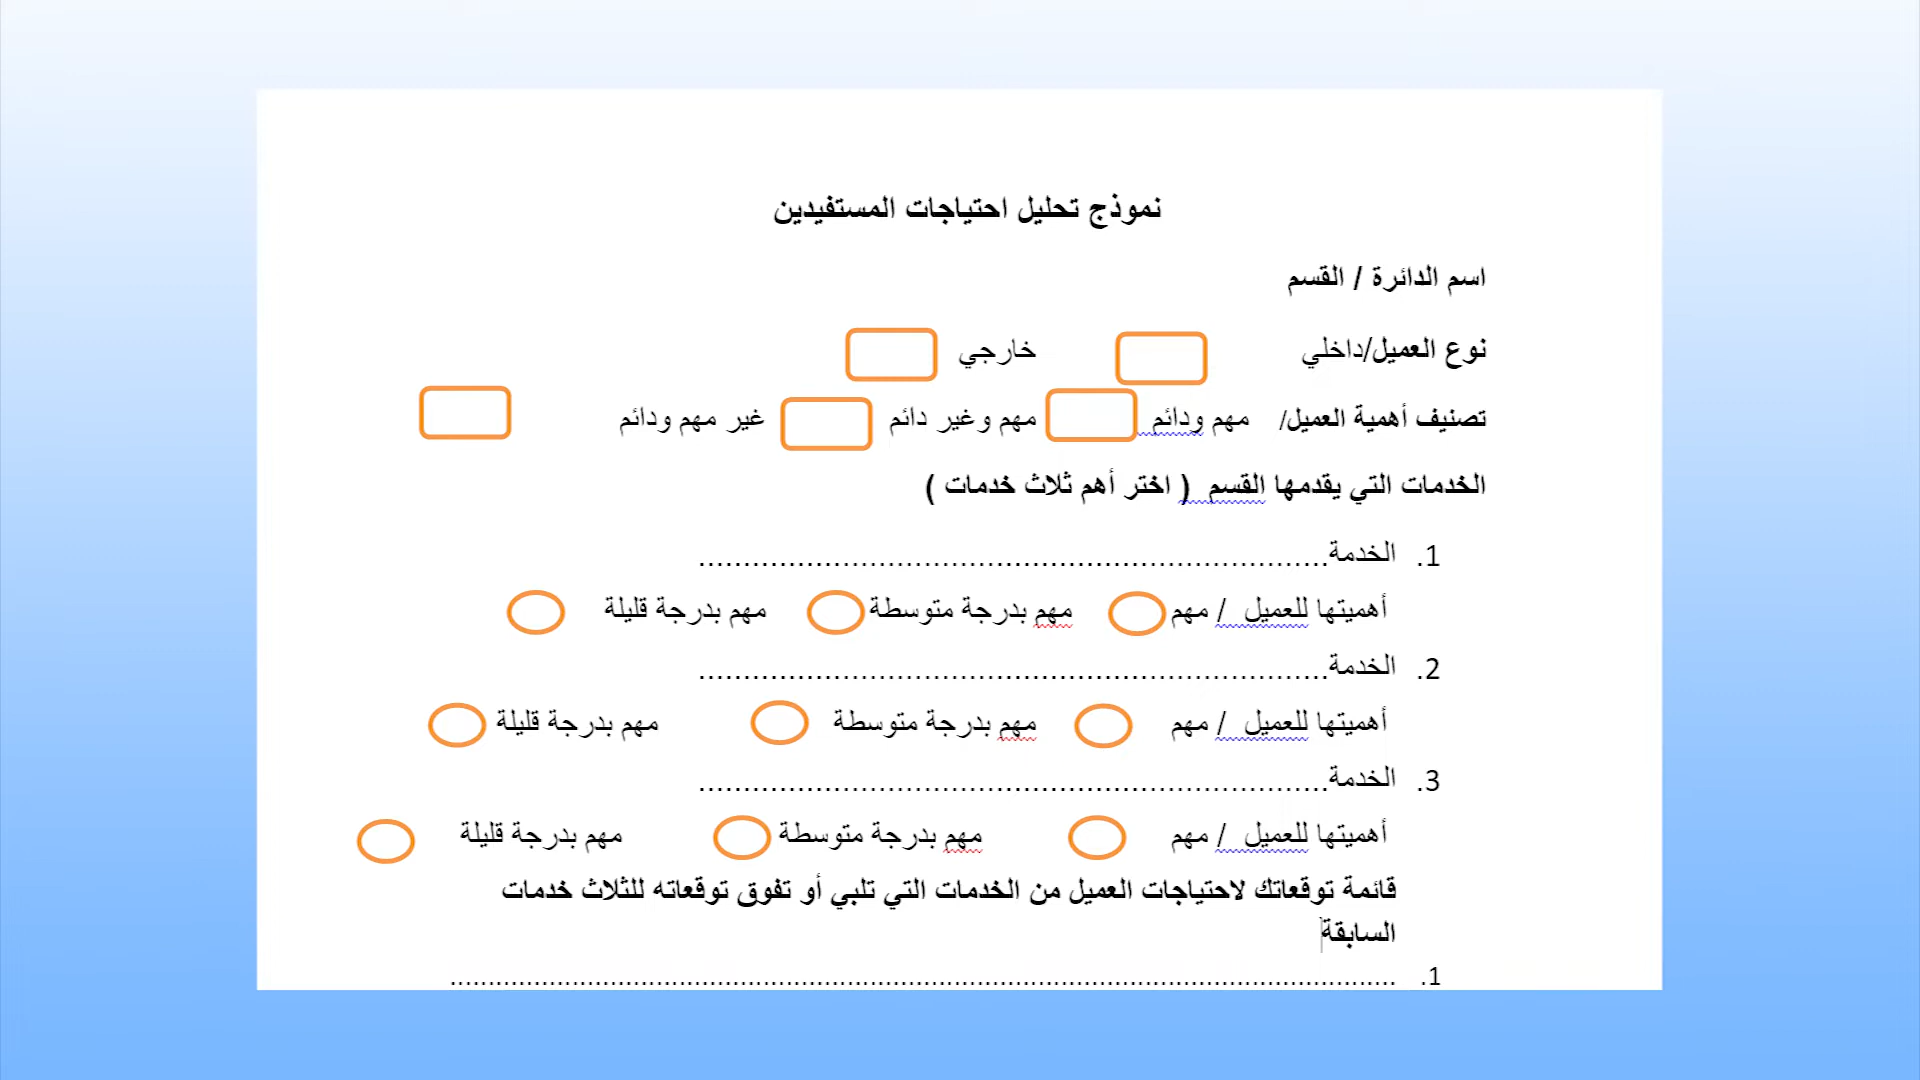 نموذج تحليل احتياجات المستفيدين
اسم الدائرة / القسم
نوع العميل/داخلي خارجي
تصنيف أهمية العميل/ مهم ودائم مهم وغير دائم غير مهم ودائم
الخدمات التي يقدمها القسم ( اختر أهم ثلاث خدمات )
1. الخدمة......................................................................
أهميتها للعميل / مهم مهم بدرجة متوسطة مهم بدرجة قليلة
2. الخدمة......................................................................
أهميتها للعميل / مهم مهم بدرجة متوسطة مهم بدرجة قليلة
3. الخدمة......................................................................
أهميتها للعميل / مهم مهم بدرجة متوسطة مهم بدرجة قليلة
قائمة توقعاتك لاحتياجات العميل من الخدمات التي تلبي أو تفوق توقعاته للثلاث خدمات
السابقة
1. ..........................................................................................................